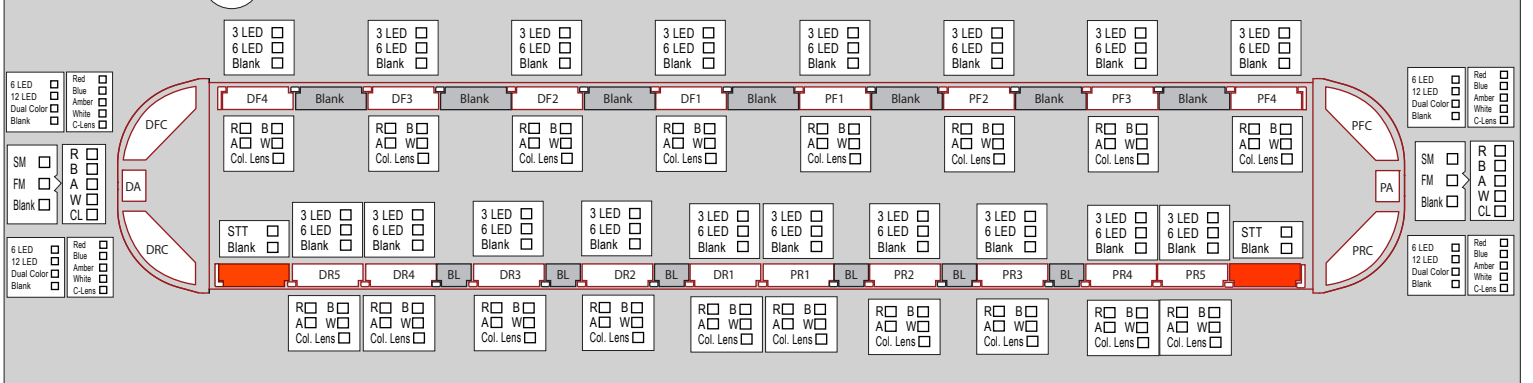 3 LED 3 LED 3 LED 3 LED 3 LED 3 LED 3 LED 3 LED
6 LED 6 LED 6 LED 6 LED 6 LED 6 LED 6 LED 6 LED
Blank Blank Blank Blank Blank Blank Blank Blank
6 LED Red
12 LED Blue
Dual Color Amber
Blank White
C-Lens
6 LED Red
12 LED Blue
Dual Color Amber
Blank White
C-Lens
DF4 Blank DF3 Blank DF2 Blank DF1 Blank PF1 Blank PF2 Blank PF3 Blank PF4
DFC PFC
R B R B R B R B R B R B R B R B
A W A W A W A W A W A W A W A W
Col. Lens Col. Lens Col. Lens Col. Lens Col. Lens Col. Lens Col. Lens Col. Lens
SM R
FM B
Blank A
W
CL
DA PA
SM R
FM B
Blank A
W
CL
3 LED 3 LED 3 LED 3 LED 3 LED 3 LED 3 LED 3 LED 3 LED 3 LED
STT 6 LED 6 LED 6 LED 6 LED 6 LED 6 LED 6 LED 6 LED 6 LED 6 LED STT
Blank Blank Blank Blank Blank Blank Blank Blank Blank Blank Blank Blank
6 LED Red
12 LED Blue
Dual Color Amber
Blank White
C-Lens
DRC PRC
6 LED Red
12 LED Blue
Dual Color Amber
Blank White
C-Lens
DR5 DR4 BL DR3 BL DR2 BL DR1 PR1 BL PR2 BL PR3 BL PR4 PR5
R B R B R B R B R B R B R B R B R B R B
A W A W A W A W A W A W A W A W A W A W
Col. Lens Col. Lens Col. Lens Col. Lens Col. Lens Col. Lens Col. Lens Col. Lens Col. Lens Col. Lens